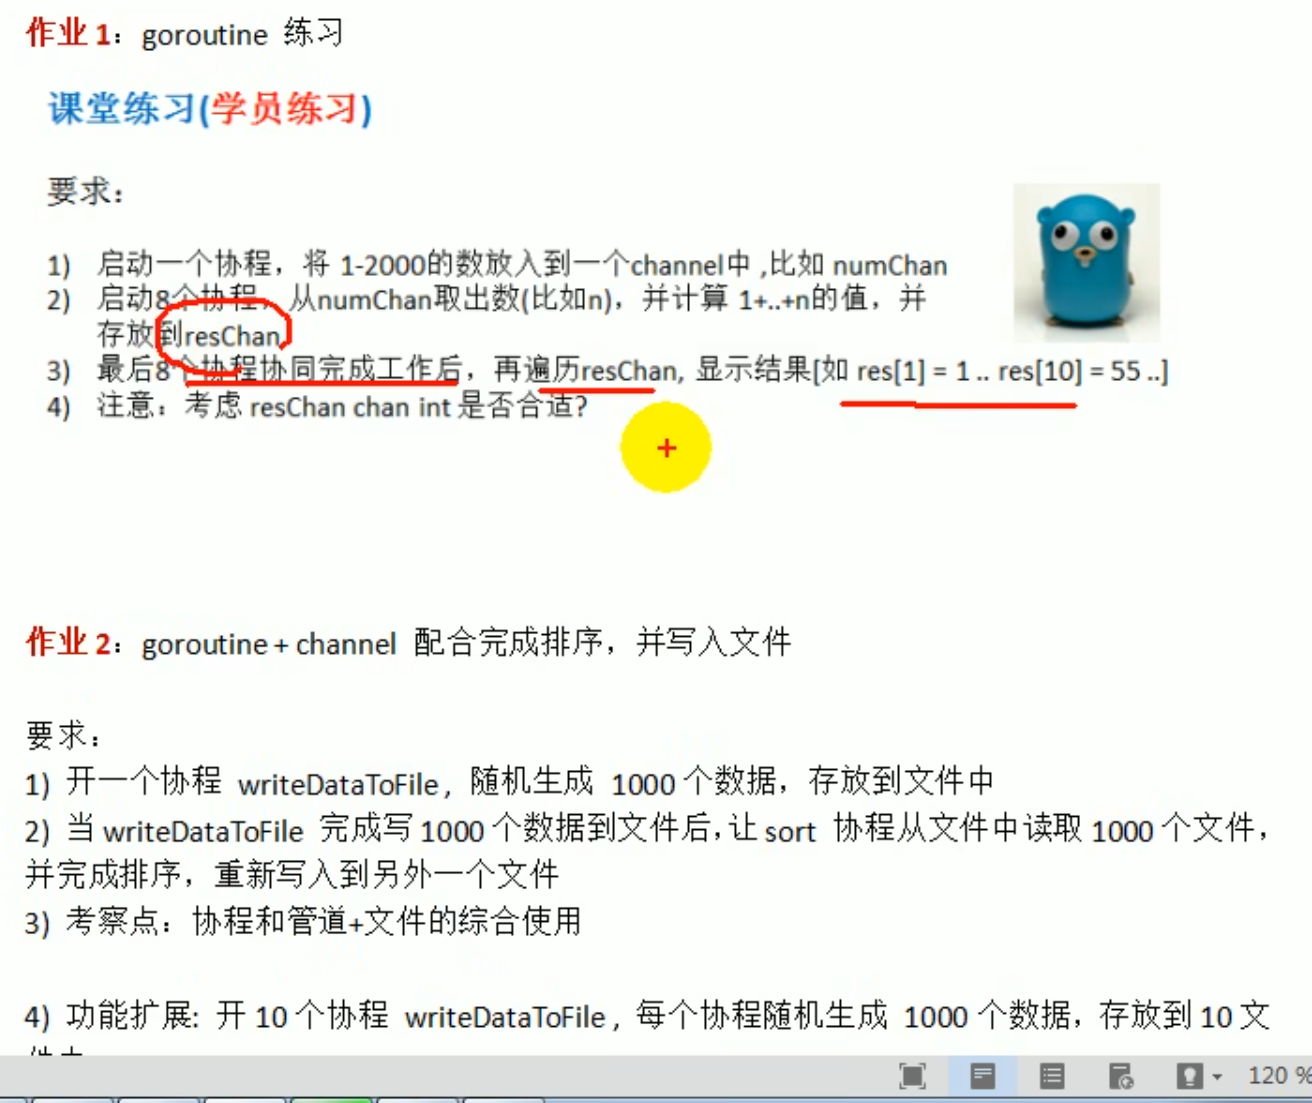 作业 1：goroutine 练习
课堂练习(学员练习)
要求：
1) 启动一个协程，将 1-2000的数放入到一个channel中 ,比如 numChan
2) 启动8个协程，从numChan取出数(比如n)，并计算 1+..+n的值，并
存放到resChan
3) 最后8个协程协同完成工作后，再遍历resChan, 显示结果[如 res[1] = 1 .. res[10] = 55 ..]
4) 注意：考虑 resChan chan int 是否合适?
作业 2：goroutine + channel 配合完成排序，并写入文件
要求：
1) 开一个协程 writeDataToFile，随机生成 1000 个数据，存放到文件中
2) 当 writeDataToFile 完成写 1000 个数据到文件后，让 sort 协程从文件中读取 1000 个文件，
并完成排序，重新写入到另外一个文件
3) 考察点：协程和管道+文件的综合使用
4) 功能扩展: 开 10 个协程 writeDataToFile，每个协程随机生成 1000 个数据，存放到 10 文
120 %